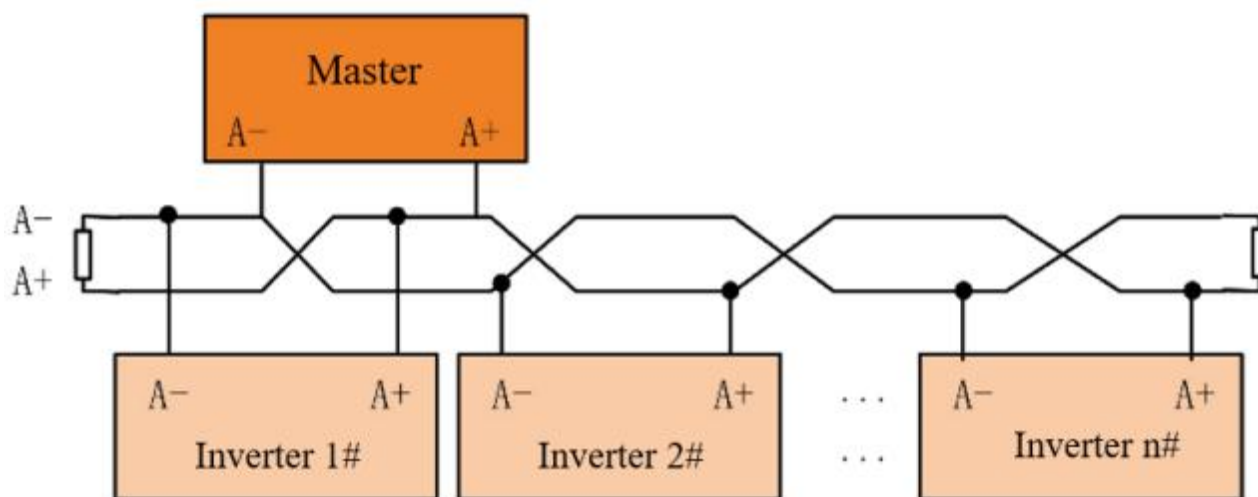 Master
A- A+
A-
A+
A- A+ A- A+ ... A- A+
Inverter 1# Inverter 2# ... Inverter n#